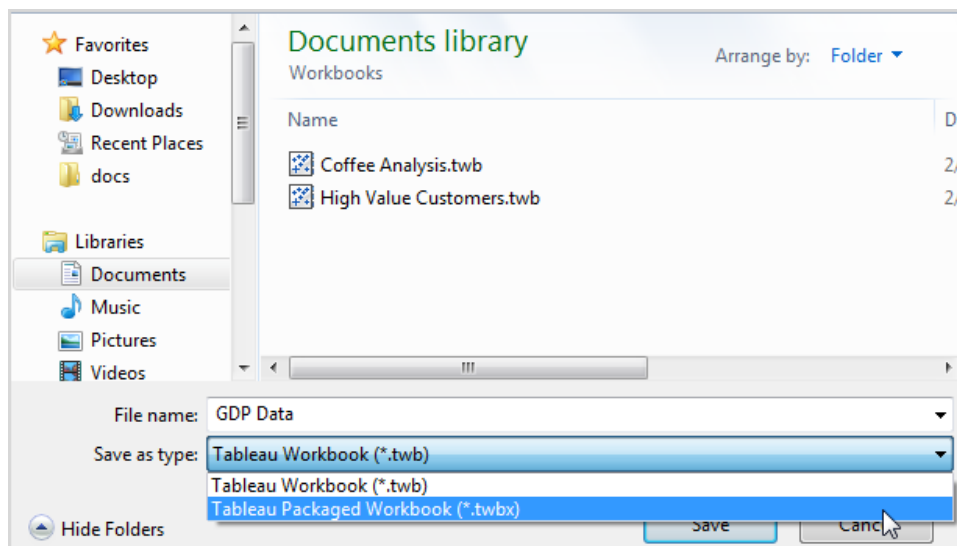 Favorites
Desktop
Downloads
Recent Places
docs
Libraries
Documents
Music
Pictures
Videos
Documents library
Workbooks
Arrange by: Folder
Name
D
Coffee Analysis.twb
2/
High Value Customers.twb
2/
File name: GDP Data
Save as type: Tableau Workbook (*.twb)
Tableau Workbook (*.twb)
Tableau Packaged Workbook (*.twbx)
Hide Folders
Save